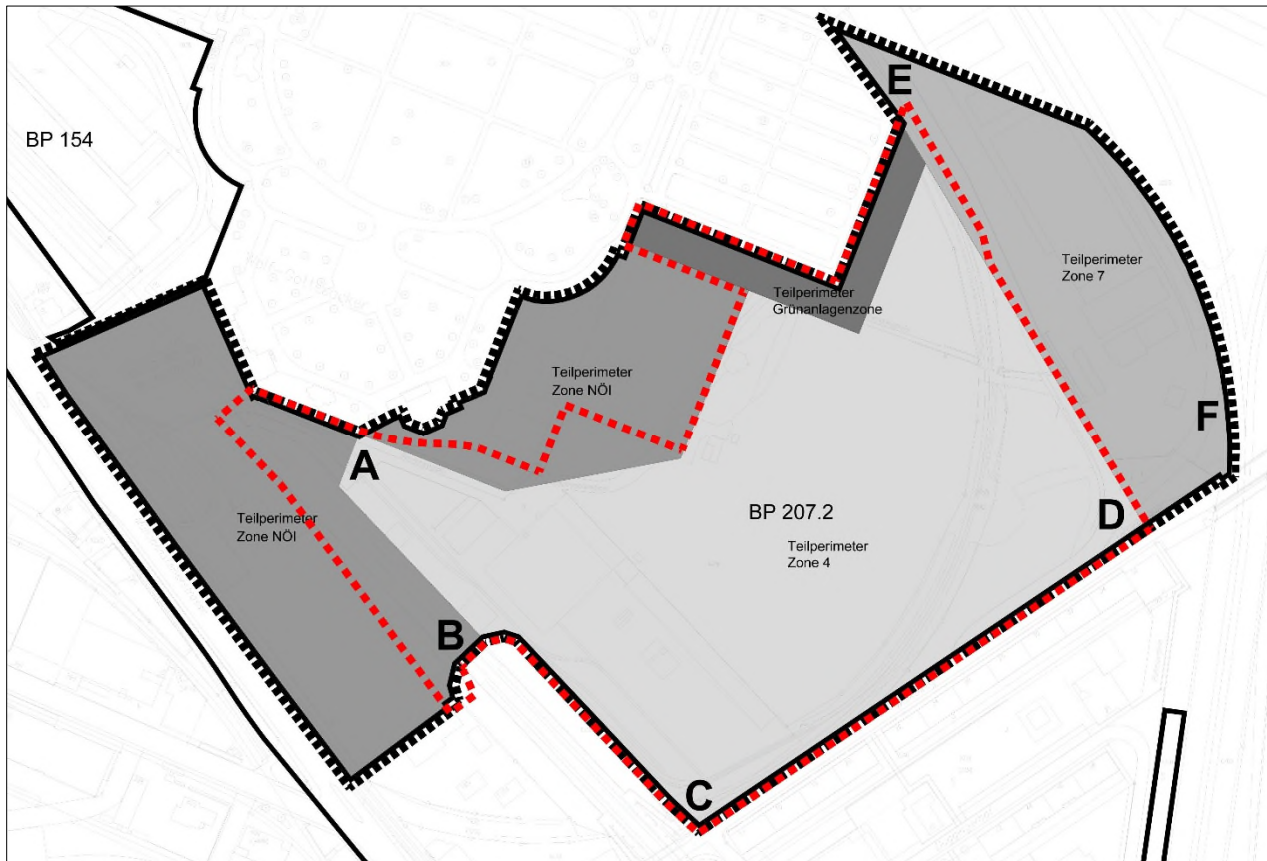 E
BP 154
Teilperimeter
Zone 7
Teilperimeter
Grünanlagenzone
Teilperimeter
Zone NÖI
F
A
BP 207.2
D
Teilperimeter
Zone NÖI
Teilperimeter
Zone 4
B
C